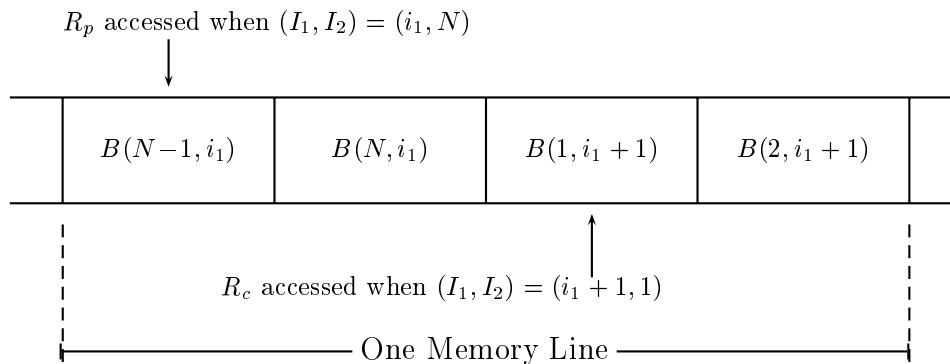 R_p accessed when (I_1, I_2) = (i_1, N)
B(N−1, i_1) B(N, i_1) B(1, i_1 + 1) B(2, i_1 + 1)
R_c accessed when (I_1, I_2) = (i_1 + 1, 1)
One Memory Line